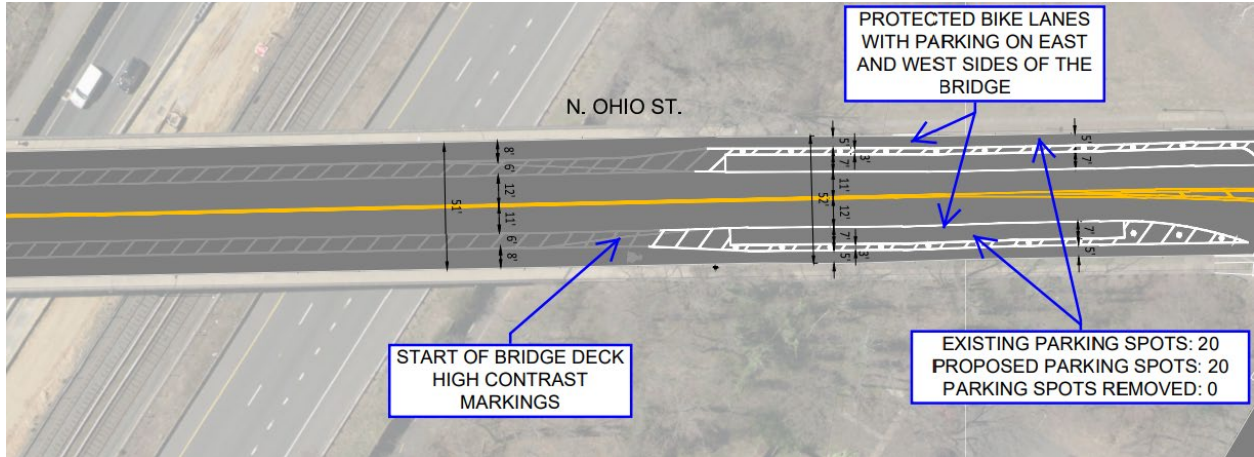 PROTECTED BIKE LANES
WITH PARKING ON EAST
AND WEST SIDES OF THE
BRIDGE
N. OHIO ST.
8'
6'
12'
51'
11'
6'
8'
5'
3'
7'
11'
52'
12'
7'
3'
5'
5'
7'
7'
5'
START OF BRIDGE DECK
HIGH CONTRAST
MARKINGS
EXISTING PARKING SPOTS: 20
PROPOSED PARKING SPOTS: 20
PARKING SPOTS REMOVED: 0